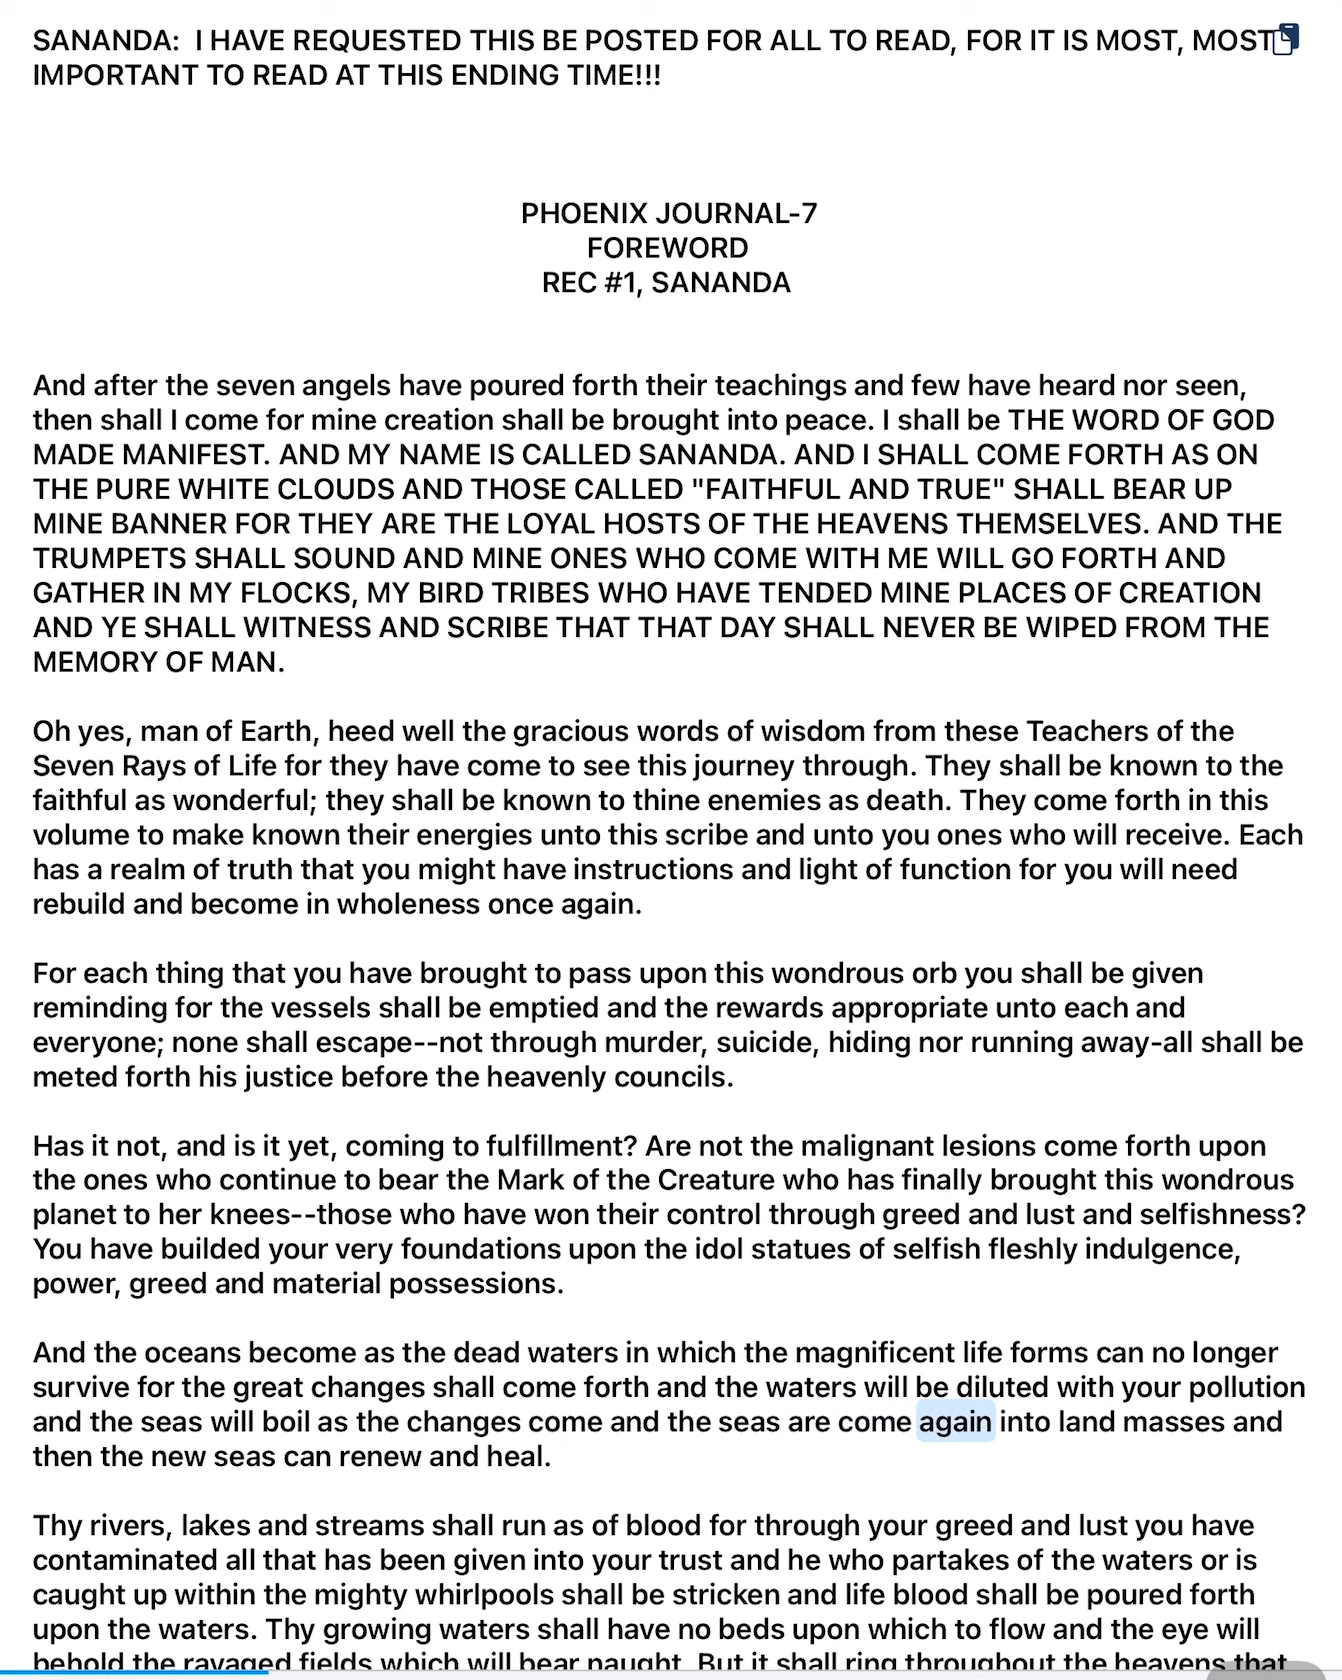 SANANDA:  I HAVE REQUESTED THIS BE POSTED FOR ALL TO READ, FOR IT IS MOST, MOST
IMPORTANT TO READ AT THIS ENDING TIME!!!
PHOENIX JOURNAL-7
FOREWORD
REC #1, SANANDA
And after the seven angels have poured forth their teachings and few have heard nor seen,
then shall I come for mine creation shall be brought into peace. I shall be THE WORD OF GOD
MADE MANIFEST. AND MY NAME IS CALLED SANANDA. AND I SHALL COME FORTH AS ON
THE PURE WHITE CLOUDS AND THOSE CALLED "FAITHFUL AND TRUE" SHALL BEAR UP
MINE BANNER FOR THEY ARE THE LOYAL HOSTS OF THE HEAVENS THEMSELVES. AND THE
TRUMPETS SHALL SOUND AND MINE ONES WHO COME WITH ME WILL GO FORTH AND
GATHER IN MY FLOCKS, MY BIRD TRIBES WHO HAVE TENDED MINE PLACES OF CREATION
AND YE SHALL WITNESS AND SCRIBE THAT THAT DAY SHALL NEVER BE WIPED FROM THE
MEMORY OF MAN.
Oh yes, man of Earth, heed well the gracious words of wisdom from these Teachers of the
Seven Rays of Life for they have come to see this journey through. They shall be known to the
faithful as wonderful; they shall be known to thine enemies as death. They come forth in this
volume to make known their energies unto this scribe and unto you ones who will receive. Each
has a realm of truth that you might have instructions and light of function for you will need
rebuild and become in wholeness once again.
For each thing that you have brought to pass upon this wondrous orb you shall be given
reminding for the vessels shall be emptied and the rewards appropriate unto each and
everyone; none shall escape--not through murder, suicide, hiding nor running away-all shall be
meted forth his justice before the heavenly councils.
Has it not, and is it yet, coming to fulfillment? Are not the malignant lesions come forth upon
the ones who continue to bear the Mark of the Creature who has finally brought this wondrous
planet to her knees--those who have won their control through greed and lust and selfishness?
You have builded your very foundations upon the idol statues of selfish fleshly indulgence,
power, greed and material possessions.
And the oceans become as the dead waters in which the magnificent life forms can no longer
survive for the great changes shall come forth and the waters will be diluted with your pollution
and the seas will boil as the changes come and the seas are come again into land masses and
then the new seas can renew and heal.
Thy rivers, lakes and streams shall run as of blood for through your greed and lust you have
contaminated all that has been given into your trust and he who partakes of the waters or is
caught up within the mighty whirlpools shall be stricken and life blood shall be poured forth
upon the waters. Thy growing waters shall have no beds upon which to flow and the eye will
behold the ravaged fields which will bear naught. But it shall ring throughout the heavens that